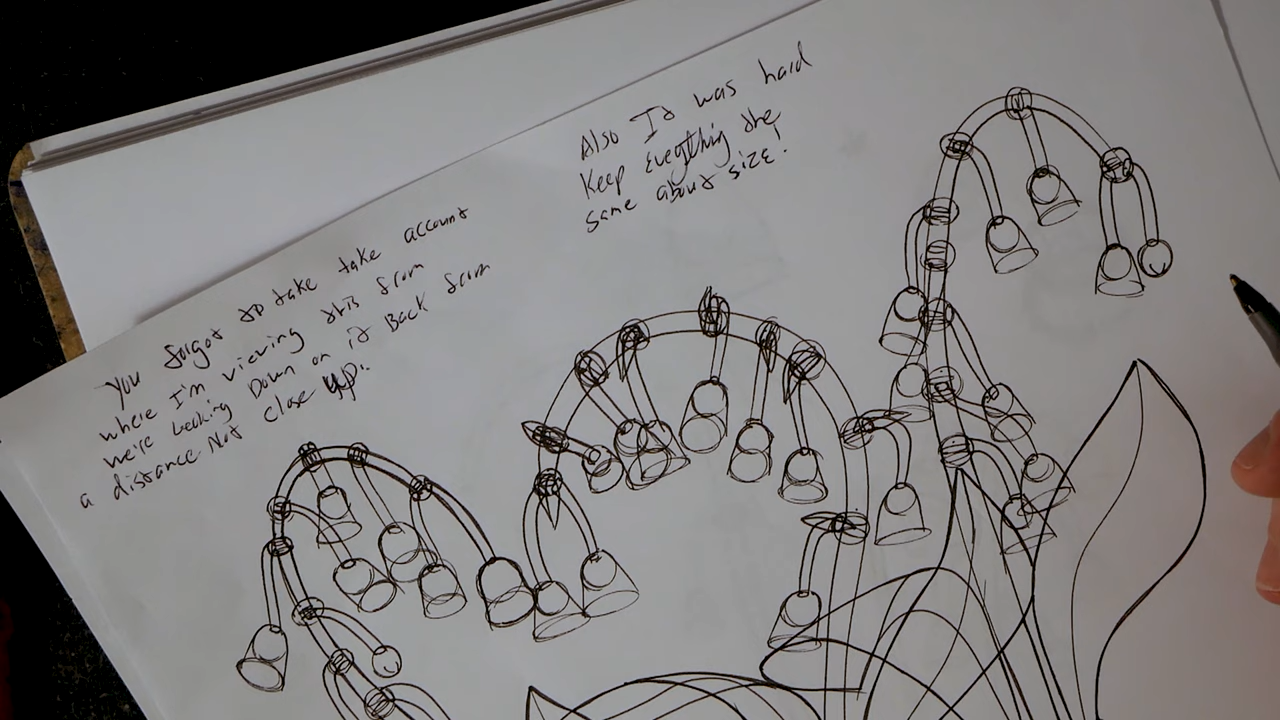 You forgot to take take account
where I'm viewing this from
we're Looking Down on it Back from
a distance Not close up.
Also It was hard
Keep Everything the
same about size!